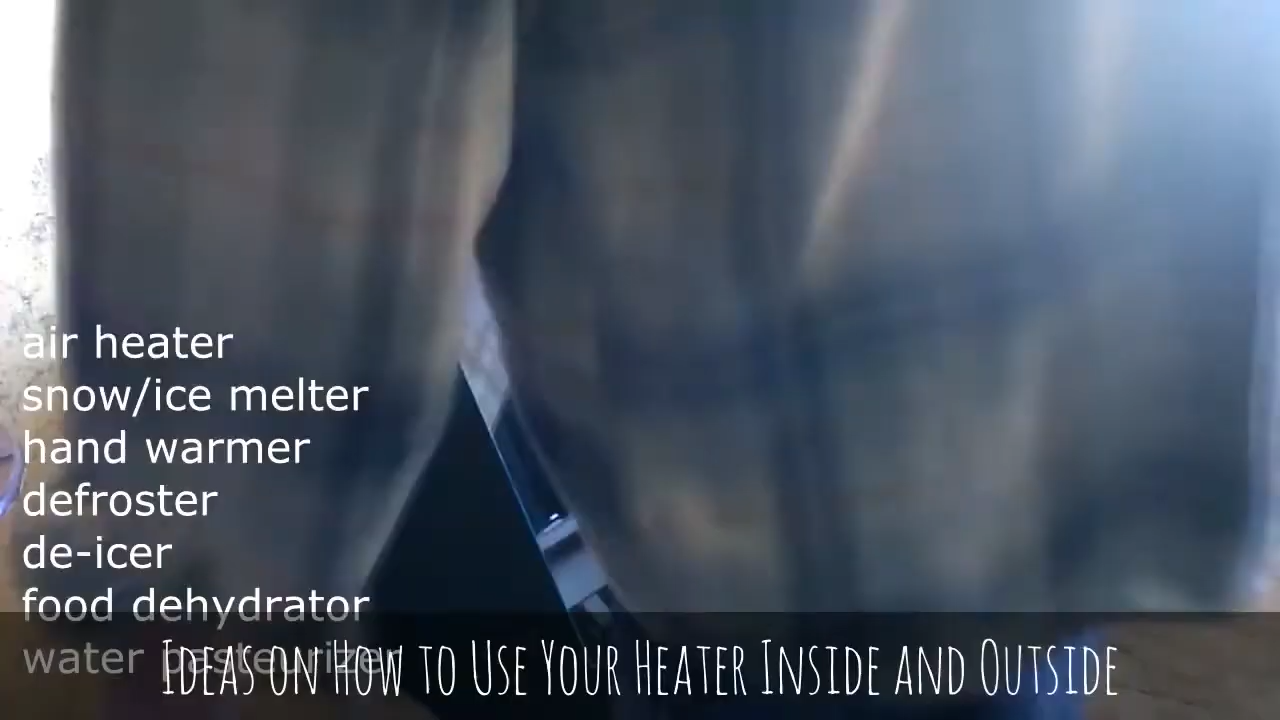 air heater
snow/ice melter
hand warmer
defroster
de-icer
food dehydrator
water pasteurizer
Ideas on How to Use Your Heater Inside and Outside